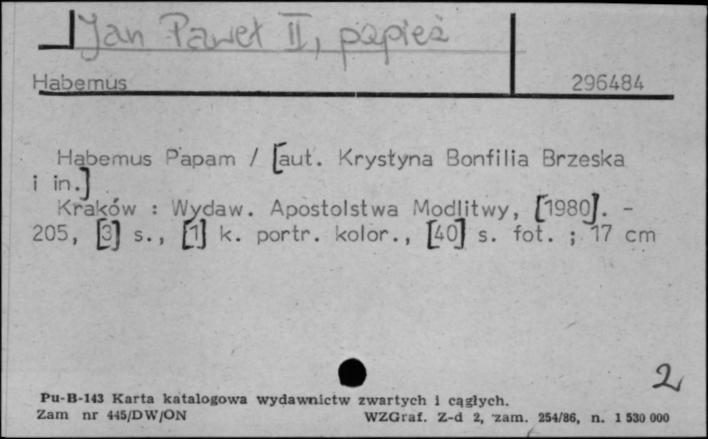 Jan Paweł II, papież
Habemus 296484
Habemus Papam / [aut. Krystyna Bonfilia Brzeska
i in.]
Kraków : Wydaw. Apostolstwa Modlitwy, [1980]. -
205, [3] s., [1] k. portr. kolor., [40] s. fot. ; 17 cm
2
Pu-B-143 Karta katalogowa wydawnictw zwartych i cągłych.
Zam nr 445/DW/ON WZGraf. Z-d 2, zam. 254/86, n. 1 530 000